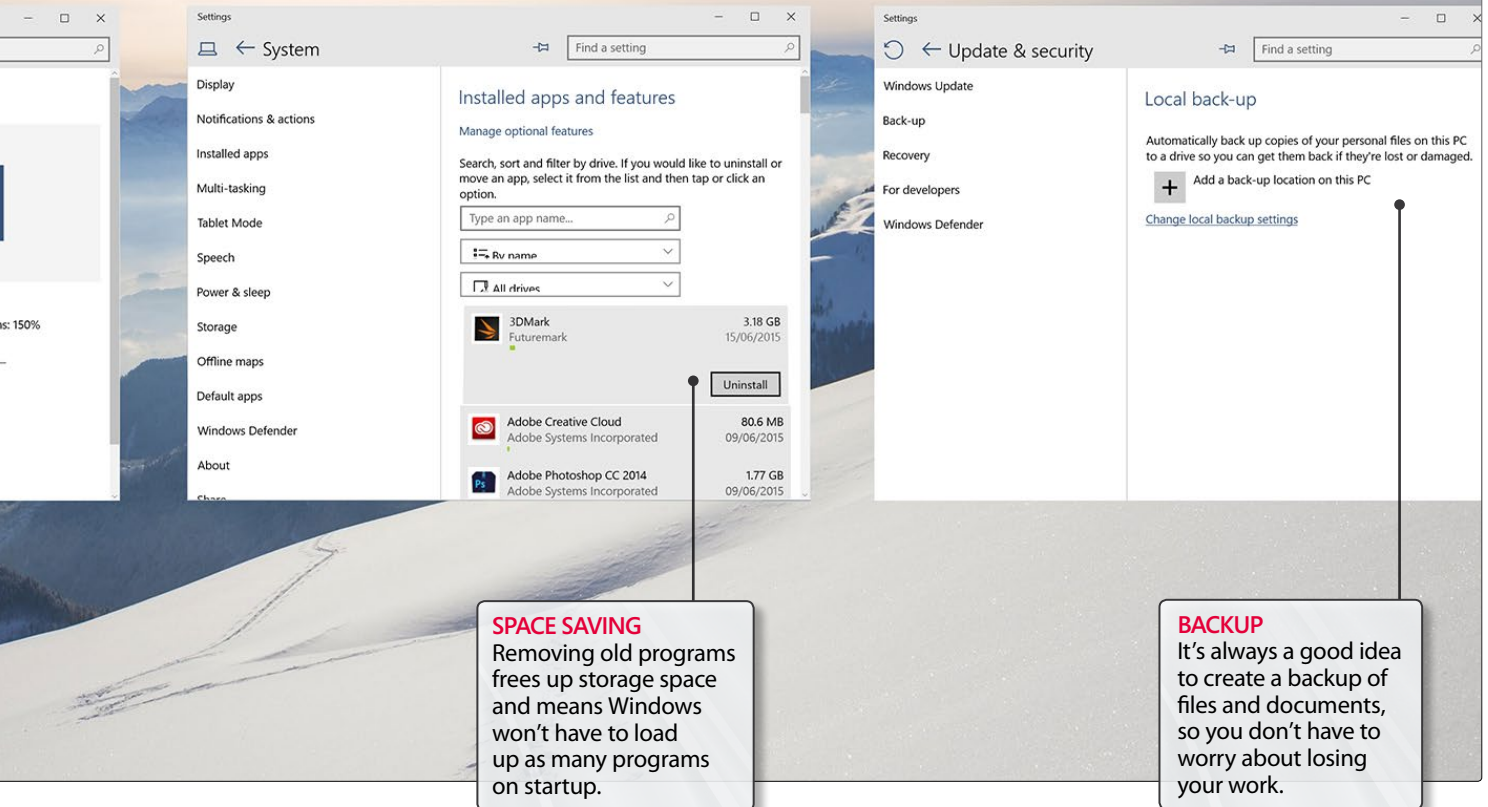 ns: 150%
Settings
System
Find a setting
Display
Notifications & actions
Installed apps
Multi-tasking
Tablet Mode
Speech
Power & sleep
Storage
Offline maps
Default apps
Windows Defender
About
Share
Installed apps and features
Manage optional features
Search, sort and filter by drive. If you would like to uninstall or
move an app, select it from the list and then tap or click an
option.
Type an app name...
By name
All drives
3DMark 3.18 GB
Futuremark 15/06/2015
Uninstall
Adobe Creative Cloud 80.6 MB
Adobe Systems Incorporated 09/06/2015
Ps
Adobe Photoshop CC 2014 1.77 GB
Adobe Systems Incorporated 09/06/2015
Settings
Update & security
Find a setting
Windows Update
Back-up
Recovery
For developers
Windows Defender
Local back-up
Automatically back up copies of your personal files on this PC
to a drive so you can get them back if they're lost or damaged.
Add a back-up location on this PC
Change local backup settings
SPACE SAVING
Removing old programs
frees up storage space
and means Windows
won't have to load
up as many programs
on startup.
BACKUP
It's always a good idea
to create a backup of
files and documents,
so you don't have to
worry about losing
your work.